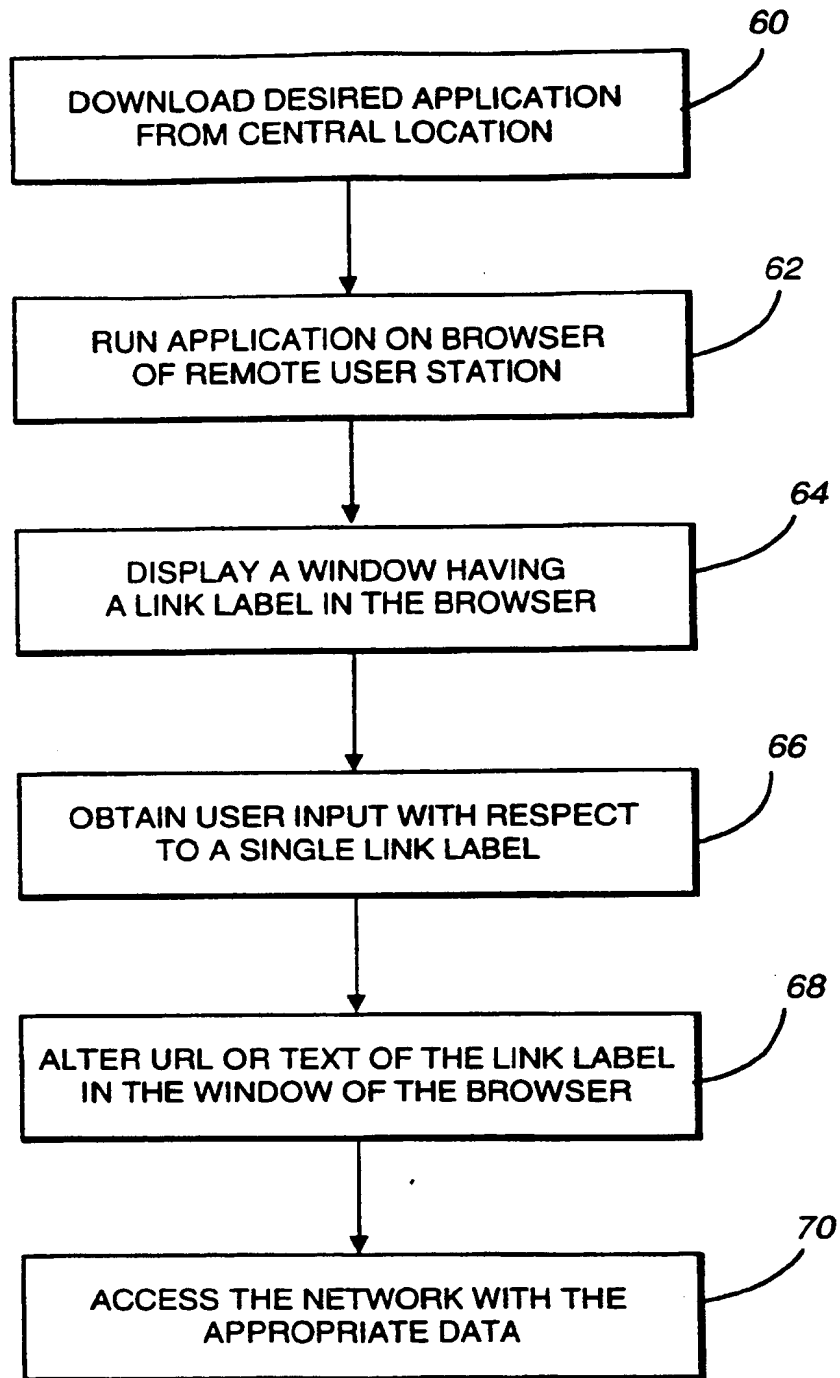 60
DOWNLOAD DESIRED APPLICATION
FROM CENTRAL LOCATION
62
RUN APPLICATION ON BROWSER
OF REMOTE USER STATION
64
DISPLAY A WINDOW HAVING
A LINK LABEL IN THE BROWSER
66
OBTAIN USER INPUT WITH RESPECT
TO A SINGLE LINK LABEL
68
ALTER URL OR TEXT OF THE LINK LABEL
IN THE WINDOW OF THE BROWSER
70
ACCESS THE NETWORK WITH THE
APPROPRIATE DATA